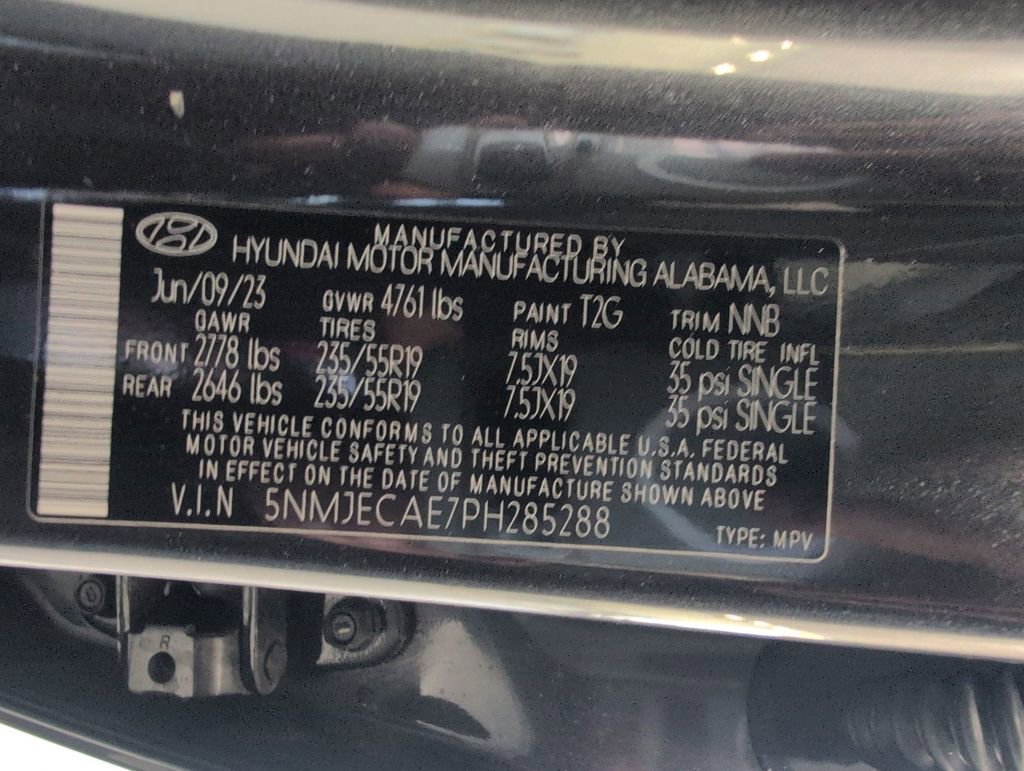 MANUFACTURED BY
HYUNDAI MOTOR MANUFACTURING ALABAMA, LLC
Jun/09/23 GVWR 4761 lbs PAINT T2G TRIM NNB
GAWR TIRES RIMS COLD TIRE INFL
FRONT 2778 lbs 235/55R19 7.5JX19 35 psi SINGLE
REAR 2646 lbs 235/55R19 7.5JX19 35 psi SINGLE
THIS VEHICLE CONFORMS TO ALL APPLICABLE U.S.A. FEDERAL
MOTOR VEHICLE SAFETY AND THEFT PREVENTION STANDARDS
IN EFFECT ON THE DATE OF MANUFACTURE SHOWN ABOVE
V.I.N 5NMJECAE7PH285288
TYPE: MPV
R